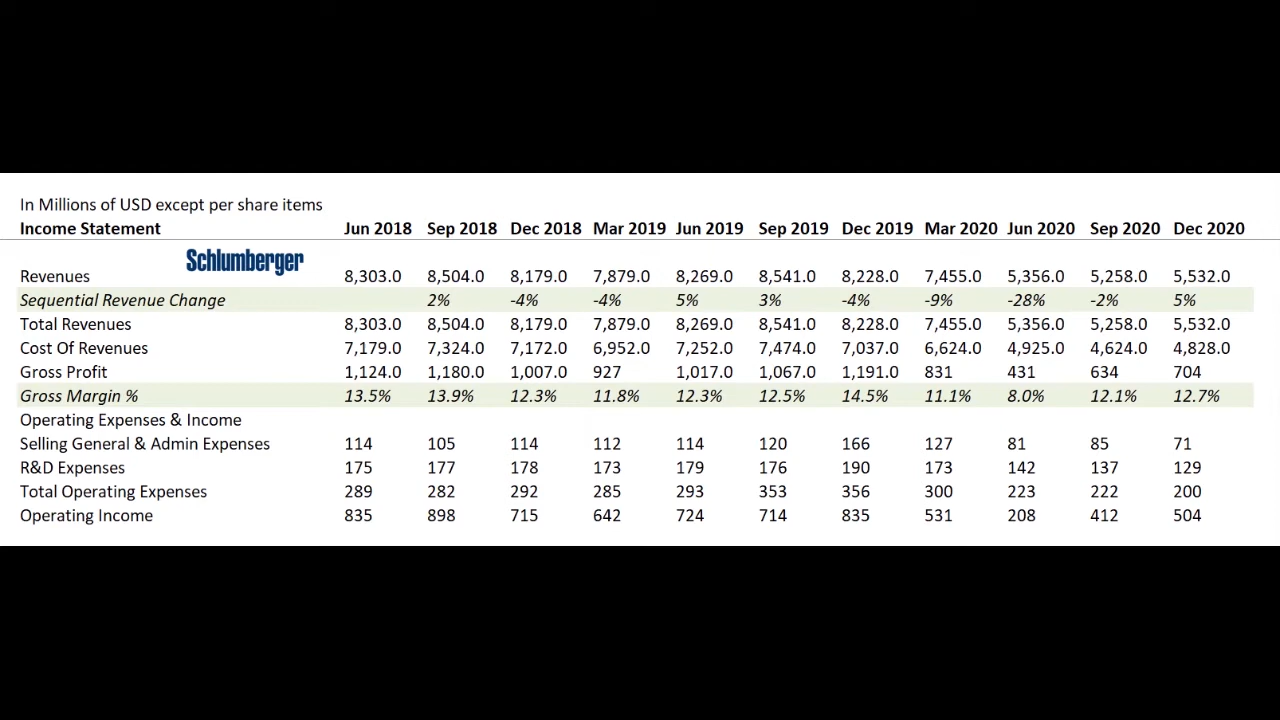 In Millions of USD except per share items
Income Statement Jun 2018 Sep 2018 Dec 2018 Mar 2019 Jun 2019 Sep 2019 Dec 2019 Mar 2020 Jun 2020 Sep 2020 Dec 2020
Schlumberger
Revenues 8,303.0 8,504.0 8,179.0 7,879.0 8,269.0 8,541.0 8,228.0 7,455.0 5,356.0 5,258.0 5,532.0
Sequential Revenue Change 2% -4% -4% 5% 3% -4% -9% -28% -2% 5%
Total Revenues 8,303.0 8,504.0 8,179.0 7,879.0 8,269.0 8,541.0 8,228.0 7,455.0 5,356.0 5,258.0 5,532.0
Cost Of Revenues 7,179.0 7,324.0 7,172.0 6,952.0 7,252.0 7,474.0 7,037.0 6,624.0 4,925.0 4,624.0 4,828.0
Gross Profit 1,124.0 1,180.0 1,007.0 927 1,017.0 1,067.0 1,191.0 831 431 634 704
Gross Margin % 13.5% 13.9% 12.3% 11.8% 12.3% 12.5% 14.5% 11.1% 8.0% 12.1% 12.7%
Operating Expenses & Income
Selling General & Admin Expenses 114 105 114 112 114 120 166 127 81 85 71
R&D Expenses 175 177 178 173 179 176 190 173 142 137 129
Total Operating Expenses 289 282 292 285 293 353 356 300 223 222 200
Operating Income 835 898 715 642 724 714 835 531 208 412 504